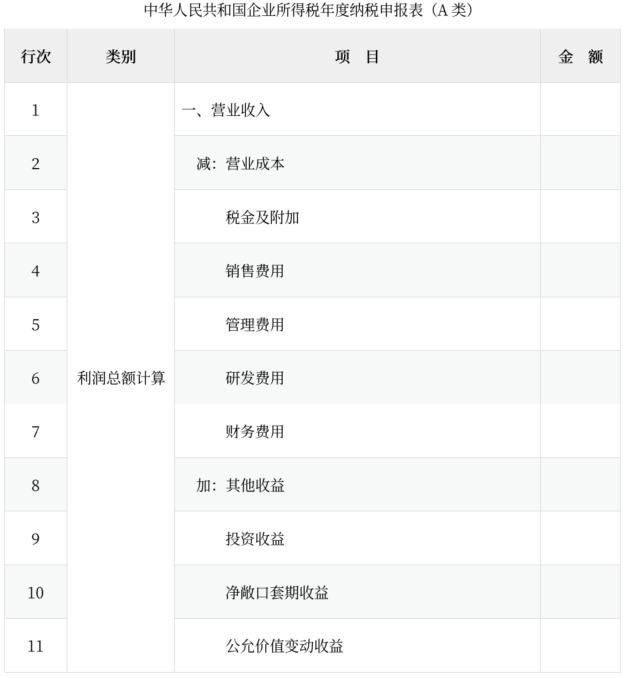 中华人民共和国企业所得税年度纳税申报表（A 类）
行次 类别 项 目 金 额
1 一、营业收入
2 减：营业成本
3 税金及附加
4 销售费用
5 管理费用
6 利润总额计算 研发费用
7 财务费用
8 加：其他收益
9 投资收益
10 净敞口套期收益
11 公允价值变动收益